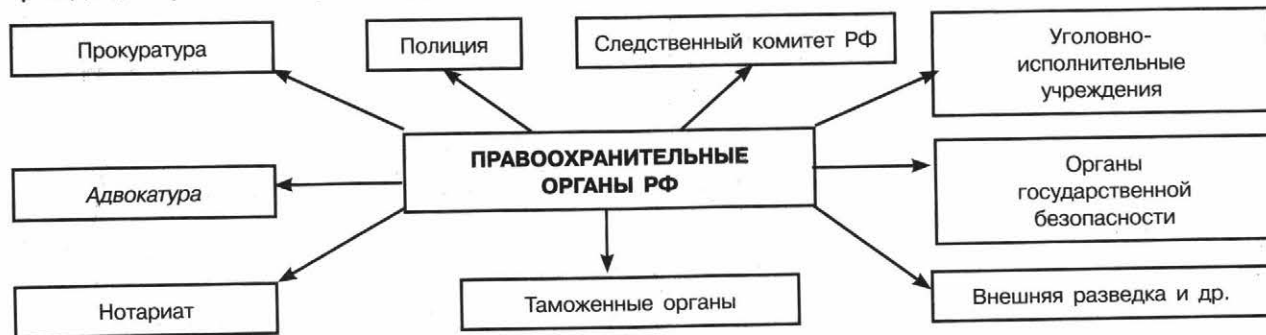 Прокуратура
Полиция
Следственный комитет РФ
Уголовно-
исполнительные
учреждения
ПРАВООХРАНИТЕЛЬНЫЕ
ОРГАНЫ РФ
Адвокатура
Органы
государственной
безопасности
Нотариат
Таможенные органы
Внешняя разведка и др.